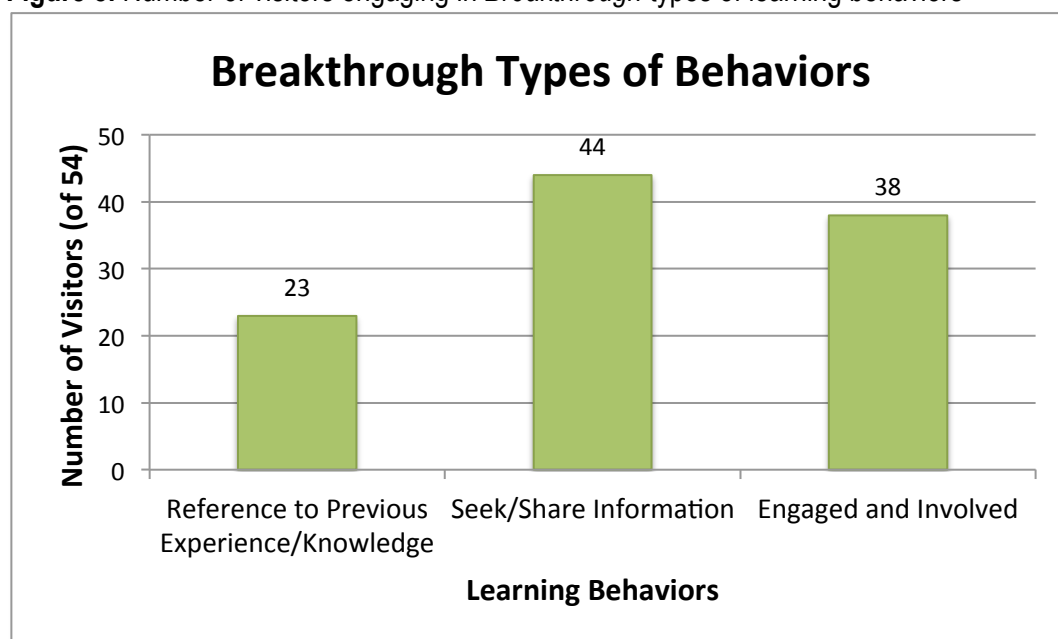 Breakthrough Types of Behaviors
Number of Visitors (of 54)
50
40
30
20
10
0
23
44
38
Reference to Previous
Experience/Knowledge
Seek/Share Information
Engaged and Involved
Learning Behaviors